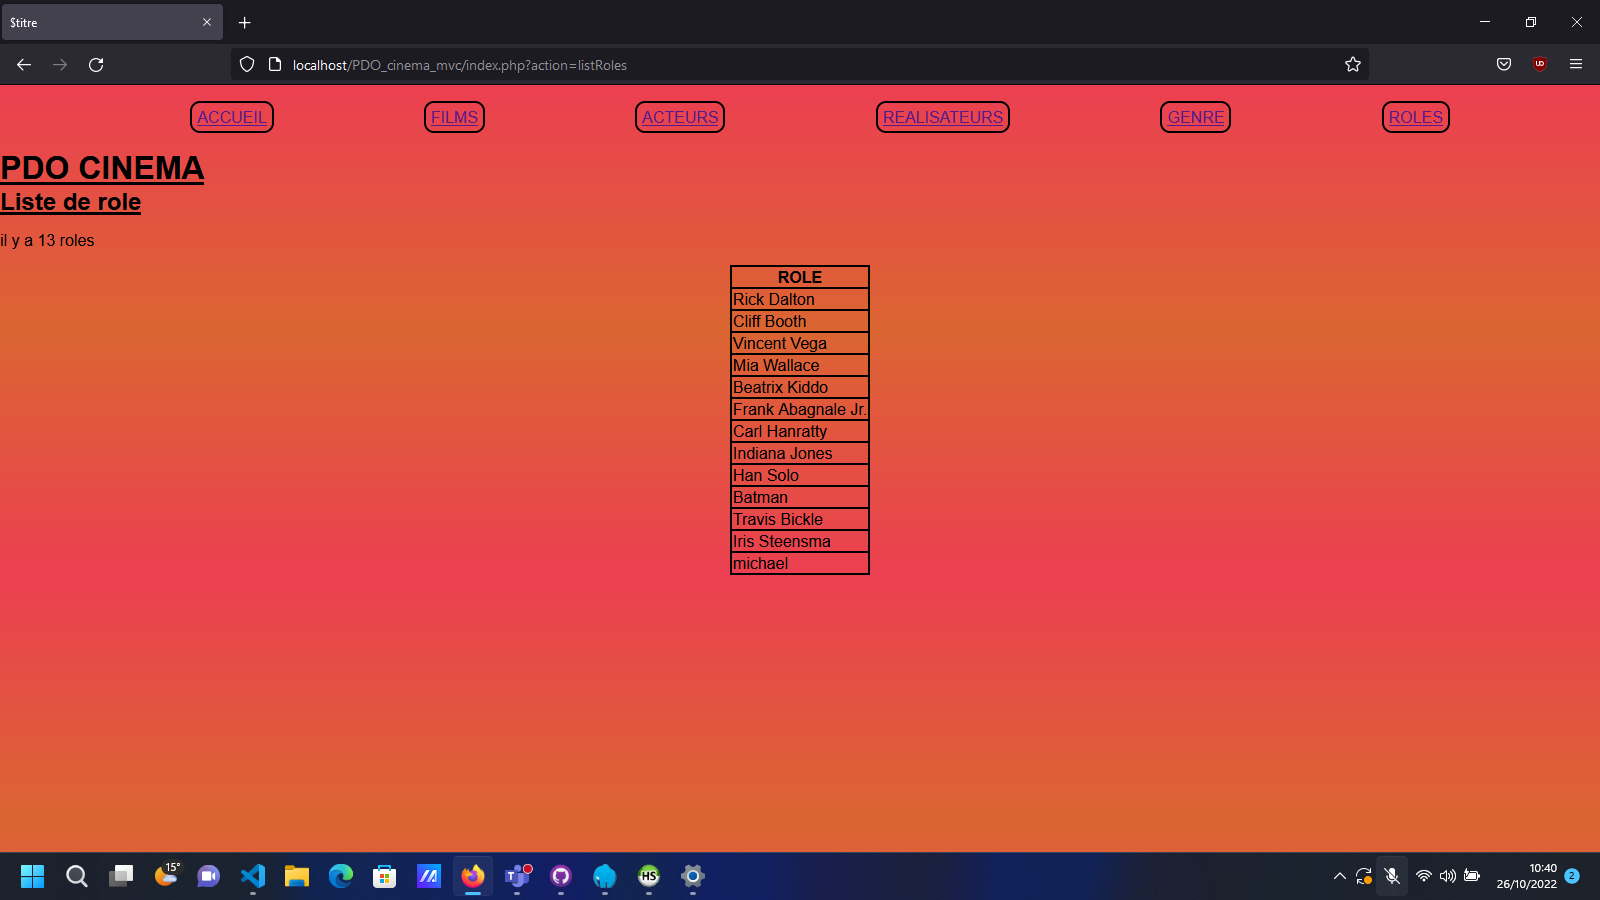 $titre
localhost/PDO_cinema_mvc/index.php?action=listRoles
ACCUEIL FILMS ACTEURS REALISATEURS GENRE ROLES
PDO CINEMA
Liste de role
il y a 13 roles
ROLE
Rick Dalton
Cliff Booth
Vincent Vega
Mia Wallace
Beatrix Kiddo
Frank Abagnale Jr.
Carl Hanratty
Indiana Jones
Han Solo
Batman
Travis Bickle
Iris Steensma
michael
15°
HS
10:40
26/10/2022
2